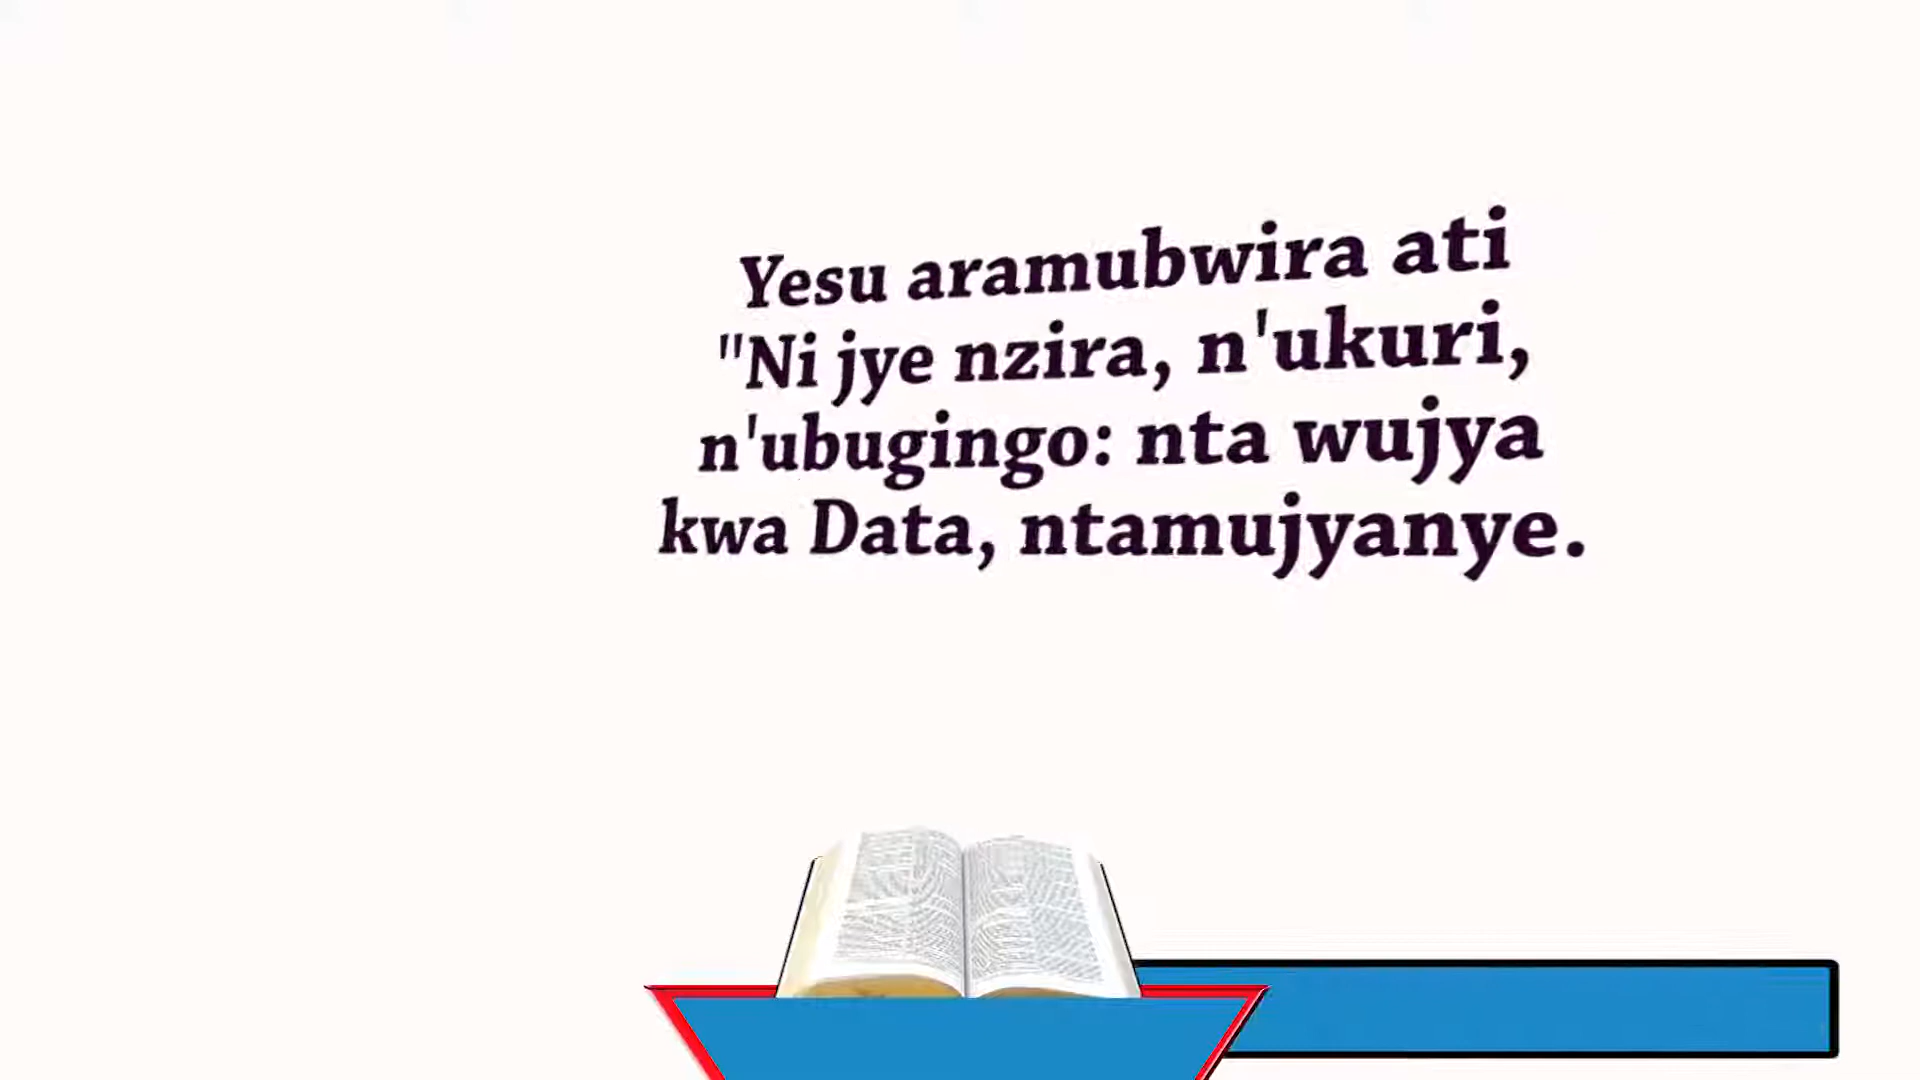 Yesu aramubwira ati
"Ni jye nzira, n'ukuri,
n'ubugingo: nta wujya
kwa Data, ntamujyanye.